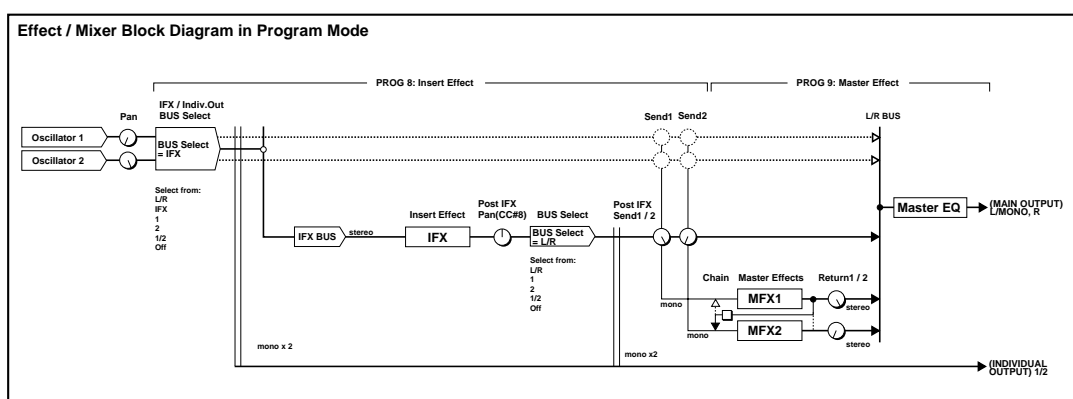 Effect / Mixer Block Diagram in Program Mode
PROG 8: Insert Effect
PROG 9: Master Effect
IFX / Indiv.Out
BUS Select
Pan
Send1
Send2
L/R BUS
Oscillator 1
Oscillator 2
BUS Select
= IFX
Select from:
L/R
IFX
1
2
1/2
Off
Insert Effect
Post IFX
Pan(CC#8)
BUS Select
Post IFX
Send1 / 2
IFX BUS
stereo
IFX
BUS Select
= L/R
Select from:
L/R
1
2
1/2
Off
Master EQ
(MAIN OUTPUT)
L/MONO, R
Chain
Master Effects
Return1 / 2
mono
MFX1
stereo
mono
MFX2
stereo
mono x 2
mono x2
(INDIVIDUAL
OUTPUT) 1/2